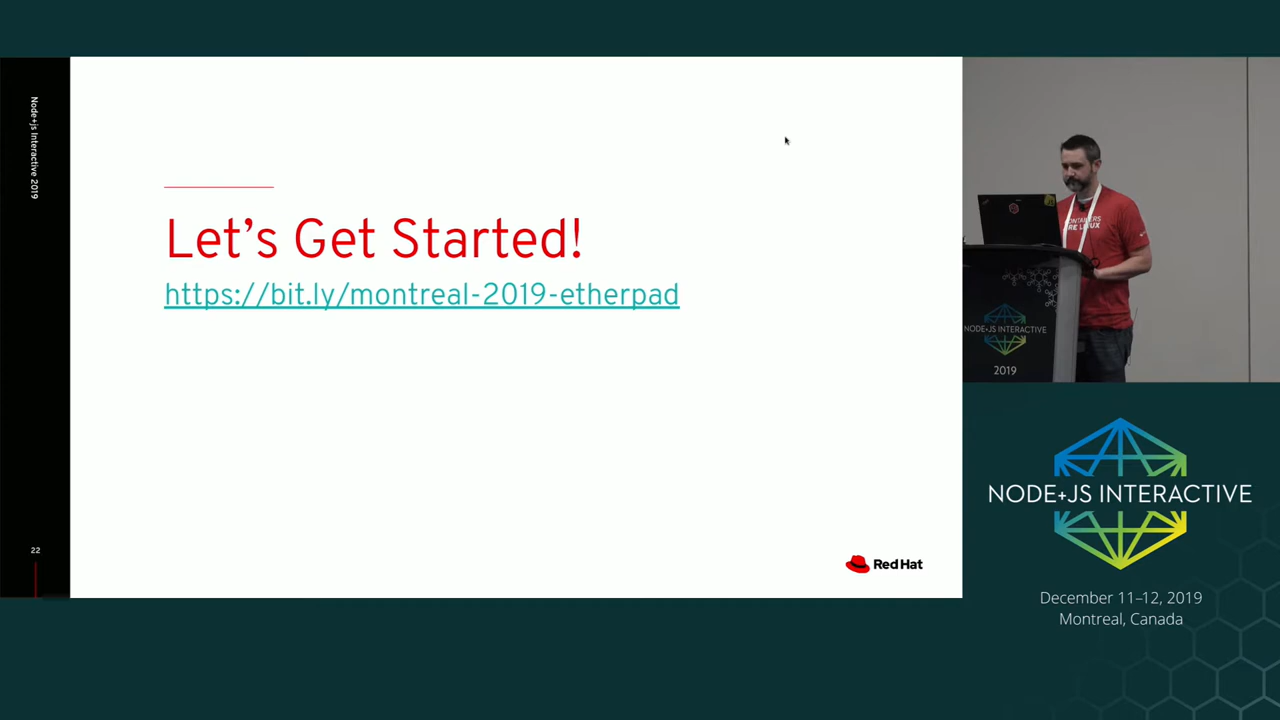 Node+js Interactive 2019
Let's Get Started!
https://bit.ly/montreal-2019-etherpad
22
Red Hat
NODE+JS INTERACTIVE
2019
NODE+JS INTERACTIVE
December 11–12, 2019
Montreal, Canada